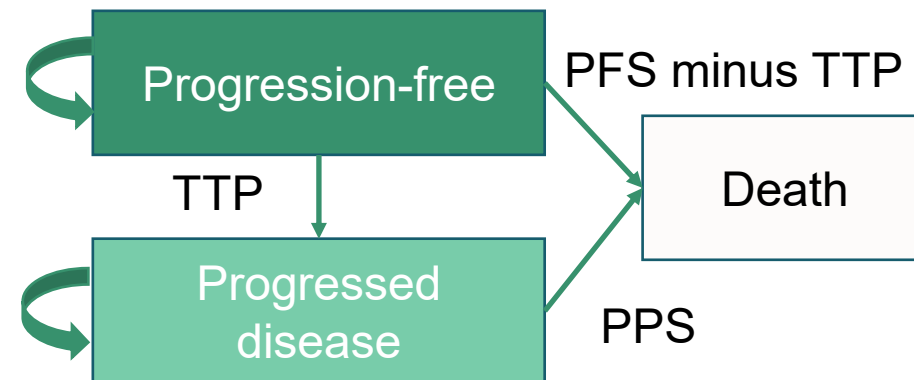 Progression-free
PFS minus TTP
TTP
Death
Progressed
disease
PPS